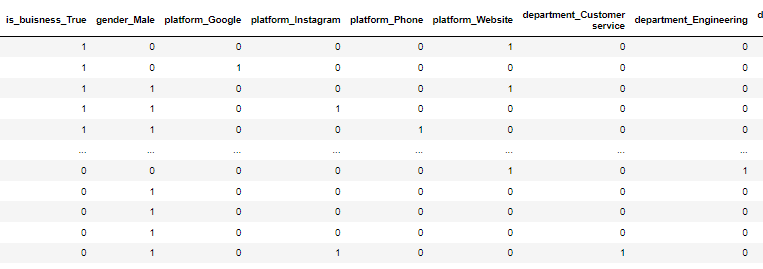 is_buisness_True gender_Male platform_Google platform_Instagram platform_Phone platform_Website department_Customer service department_Engineering d
1 0 0 0 0 1 0 0
1 0 1 0 0 0 0 0
1 1 0 0 0 1 0 0
1 1 0 1 0 0 0 0
1 1 0 0 1 0 0 0
... ... ... ... ... ... ... ...
0 0 0 0 0 1 0 1
0 1 0 0 0 0 0 0
0 1 0 0 0 0 0 0
0 1 0 0 0 0 0 0
0 1 0 1 0 0 1 0